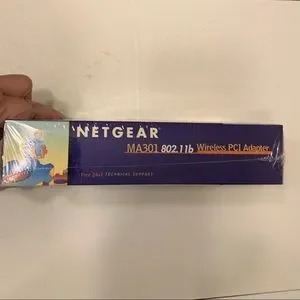 NETGEAR
MA301 802.11b Wireless PCI Adapter
Free 24x7 TECHNICAL SUPPORT